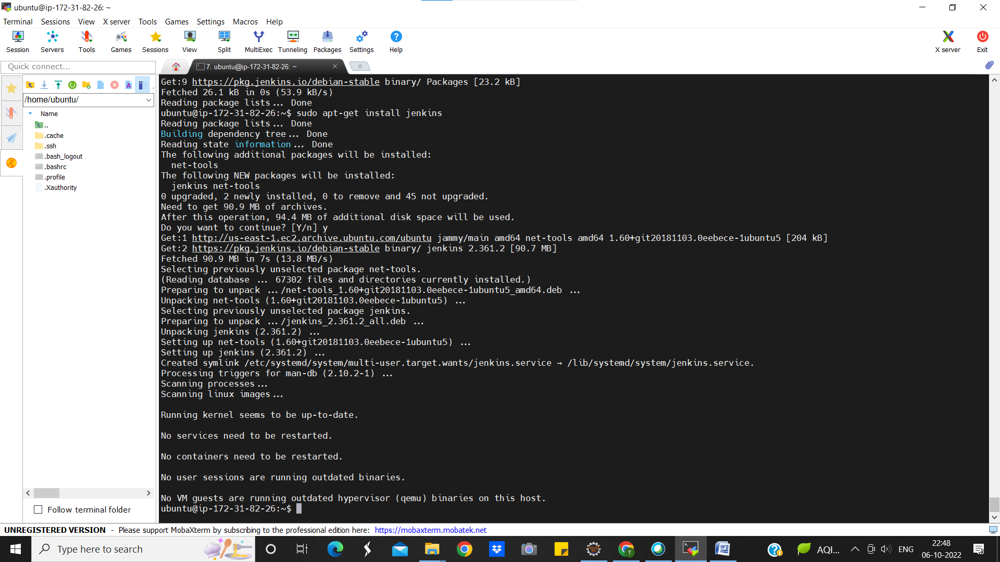 ubuntu@ip-172-31-82-26: ~
Terminal Sessions View X server Tools Games Settings Macros Help
Session Servers Tools Games Sessions View Split MultiExec Tunneling Packages Settings Help X server Exit
Quick connect...
7. ubuntu@ip-172-31-82-26: ~
/home/ubuntu/
Name
..
.cache
.ssh
.bash_logout
.bashrc
.profile
.Xauthority
Follow terminal folder
Get:9 https://pkg.jenkins.io/debian-stable binary/ Packages [23.2 kB]
Fetched 26.1 kB in 0s (53.9 kB/s)
Reading package lists... Done
ubuntu@ip-172-31-82-26:~$ sudo apt-get install jenkins
Reading package lists... Done
Building dependency tree... Done
Reading state information... Done
The following additional packages will be installed:
  net-tools
The following NEW packages will be installed:
  jenkins net-tools
0 upgraded, 2 newly installed, 0 to remove and 45 not upgraded.
Need to get 90.9 MB of archives.
After this operation, 94.4 MB of additional disk space will be used.
Do you want to continue? [Y/n] y
Get:1 http://us-east-1.ec2.archive.ubuntu.com/ubuntu jammy/main amd64 net-tools amd64 1.60+git20181103.0eebece-1ubuntu5 [204 kB]
Get:2 https://pkg.jenkins.io/debian-stable binary/ jenkins 2.361.2 [90.7 MB]
Fetched 90.9 MB in 7s (13.8 MB/s)
Selecting previously unselected package net-tools.
(Reading database ... 67302 files and directories currently installed.)
Preparing to unpack .../net-tools_1.60+git20181103.0eebece-1ubuntu5_amd64.deb ...
Unpacking net-tools (1.60+git20181103.0eebece-1ubuntu5) ...
Selecting previously unselected package jenkins.
Preparing to unpack .../jenkins_2.361.2_all.deb ...
Unpacking jenkins (2.361.2) ...
Setting up net-tools (1.60+git20181103.0eebece-1ubuntu5) ...
Setting up jenkins (2.361.2) ...
Created symlink /etc/systemd/system/multi-user.target.wants/jenkins.service → /lib/systemd/system/jenkins.service.
Processing triggers for man-db (2.10.2-1) ...
Scanning processes...
Scanning linux images...
Running kernel seems to be up-to-date.
No services need to be restarted.
No containers need to be restarted.
No user sessions are running outdated binaries.
No VM guests are running outdated hypervisor (qemu) binaries on this host.
ubuntu@ip-172-31-82-26:~$
UNREGISTERED VERSION - Please support MobaXterm by subscribing to the professional edition here: https://mobaxterm.mobatek.net
Type here to search
AQI... ENG
22:48
06-10-2022